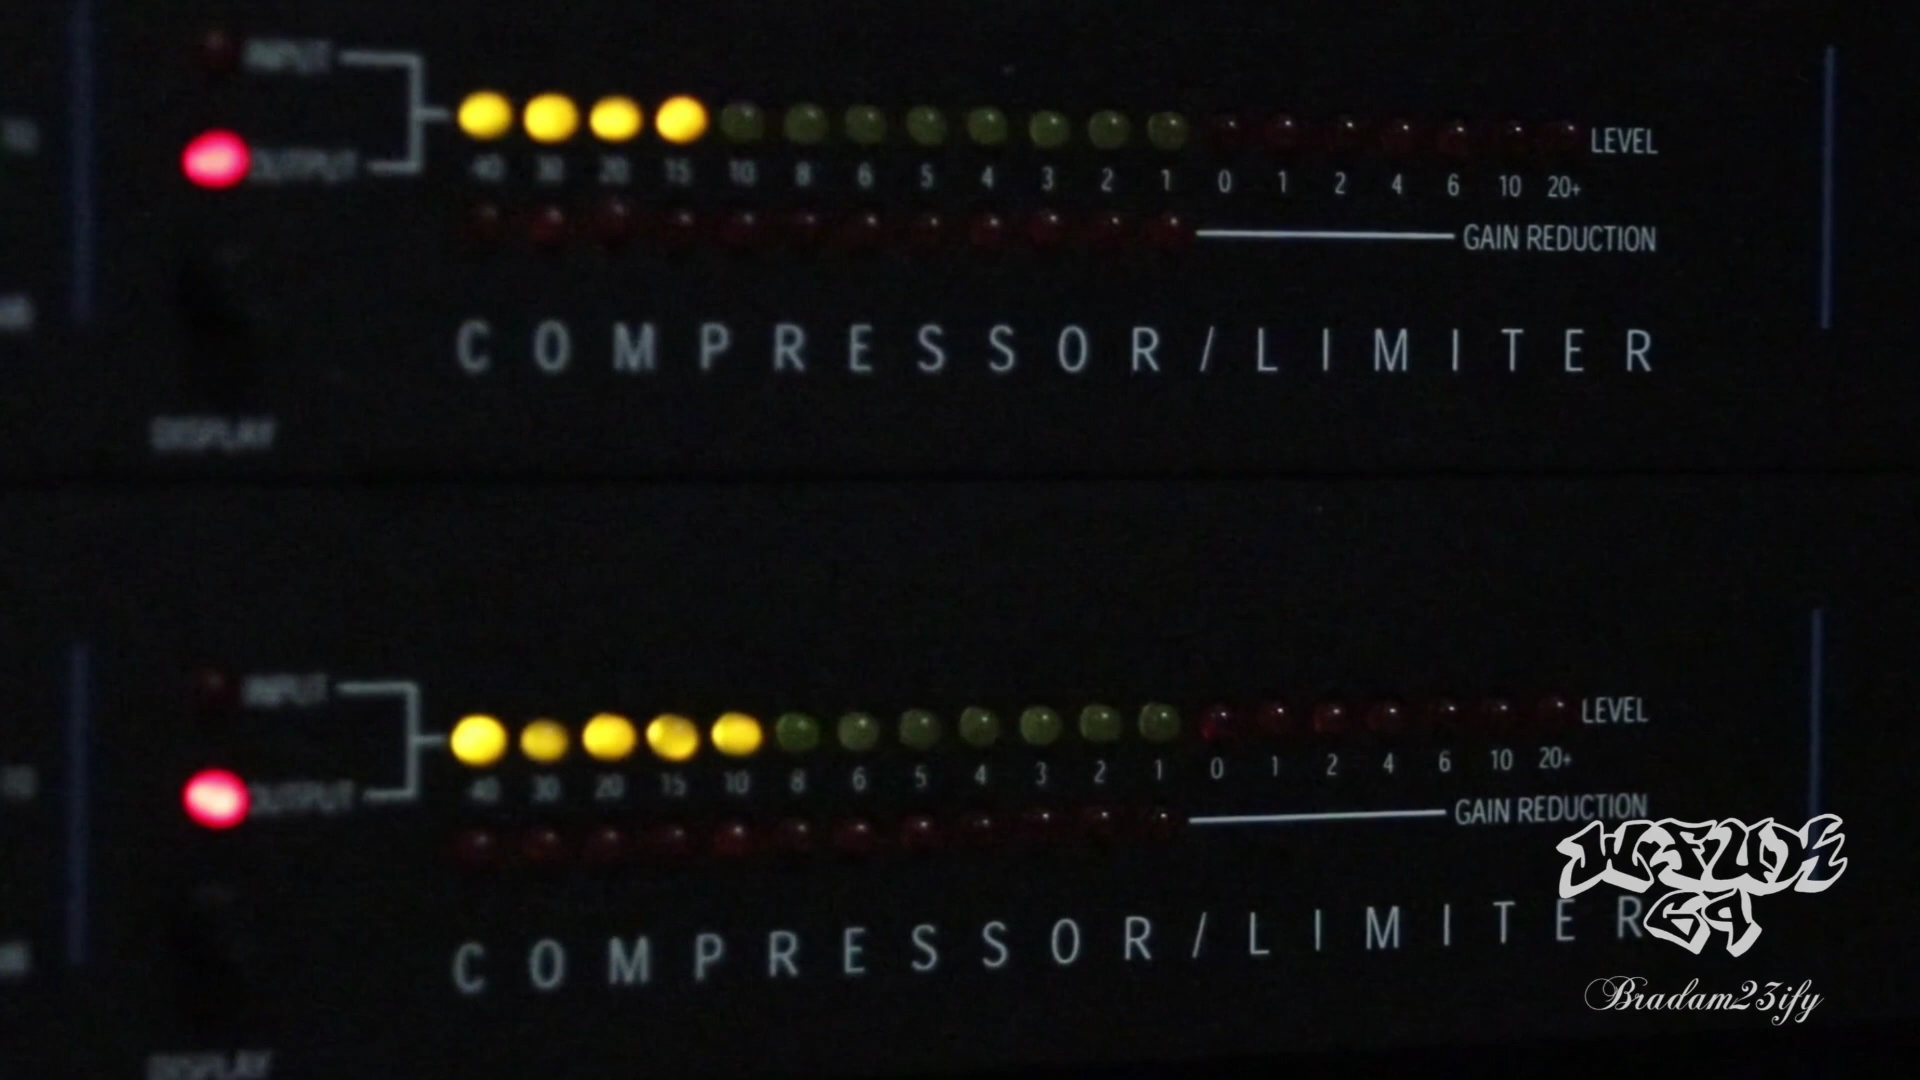 INPUT
OUTPUT
LEVEL
40 30 20 15 10 8 6 5 4 3 2 1 0 1 2 4 6 10 20+
GAIN REDUCTION
COMPRESSOR/LIMITER
DISPLAY
INPUT
OUTPUT
LEVEL
40 30 20 15 10 8 6 5 4 3 2 1 0 1 2 4 6 10 20+
GAIN REDUCTION
COMPRESSOR/LIMITER
DISPLAY
Bradam23ify